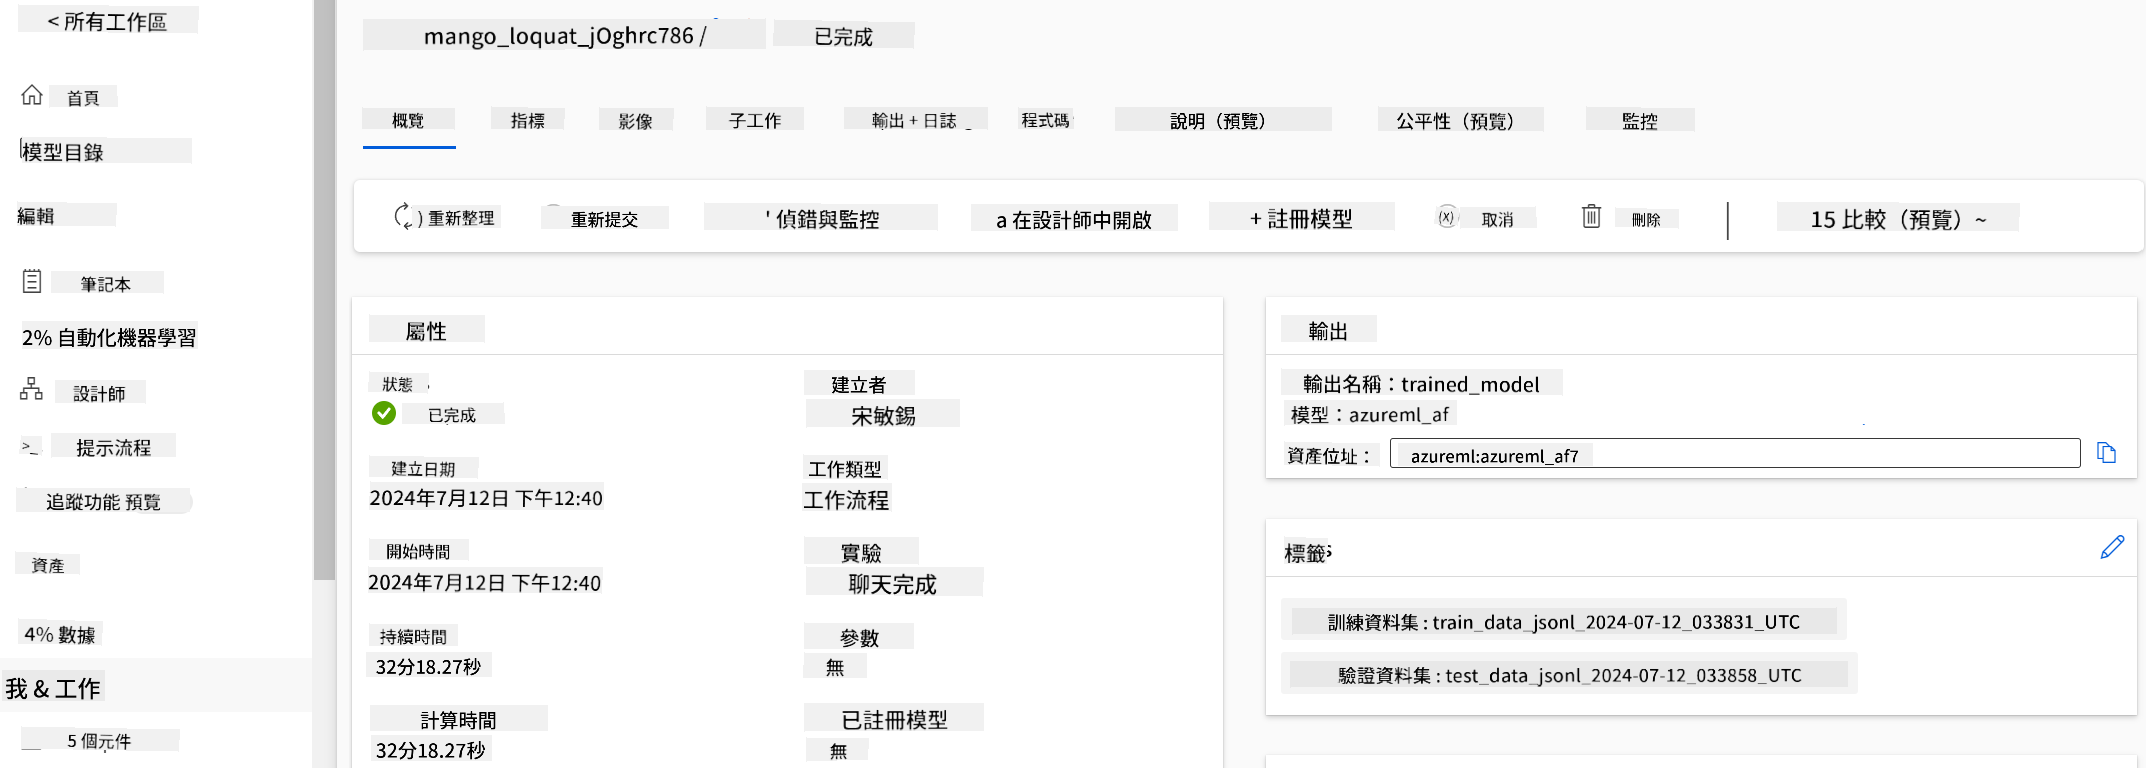 < 所有工作區
首頁
模型目錄
編輯
筆記本
2% 自動化機器學習
設計師
>_ 提示流程
追蹤功能 預覽
資產
4% 數據
我 & 工作
5 個元件
mango_loquat_jOghrc786 / 已完成
概覽 指標 影像 子工作 輸出 + 日誌 程式碼 說明（預覽） 公平性（預覽） 監控
) 重新整理 重新提交 ' 偵錯與監控 a 在設計師中開啟 + 註冊模型 (x) 取消 刪除 15 比較（預覽）~
屬性
狀態
已完成
建立日期
2024年7月12日 下午12:40
開始時間
2024年7月12日 下午12:40
持續時間
32分18.27秒
計算時間
32分18.27秒
建立者
宋敏錫
工作類型
工作流程
實驗
聊天完成
參數
無
已註冊模型
無
輸出
輸出名稱：trained_model
模型：azureml_af
資產位址： azureml:azureml_af7
標籤
訓練資料集 : train_data_jsonl_2024-07-12_033831_UTC
驗證資料集 : test_data_jsonl_2024-07-12_033858_UTC